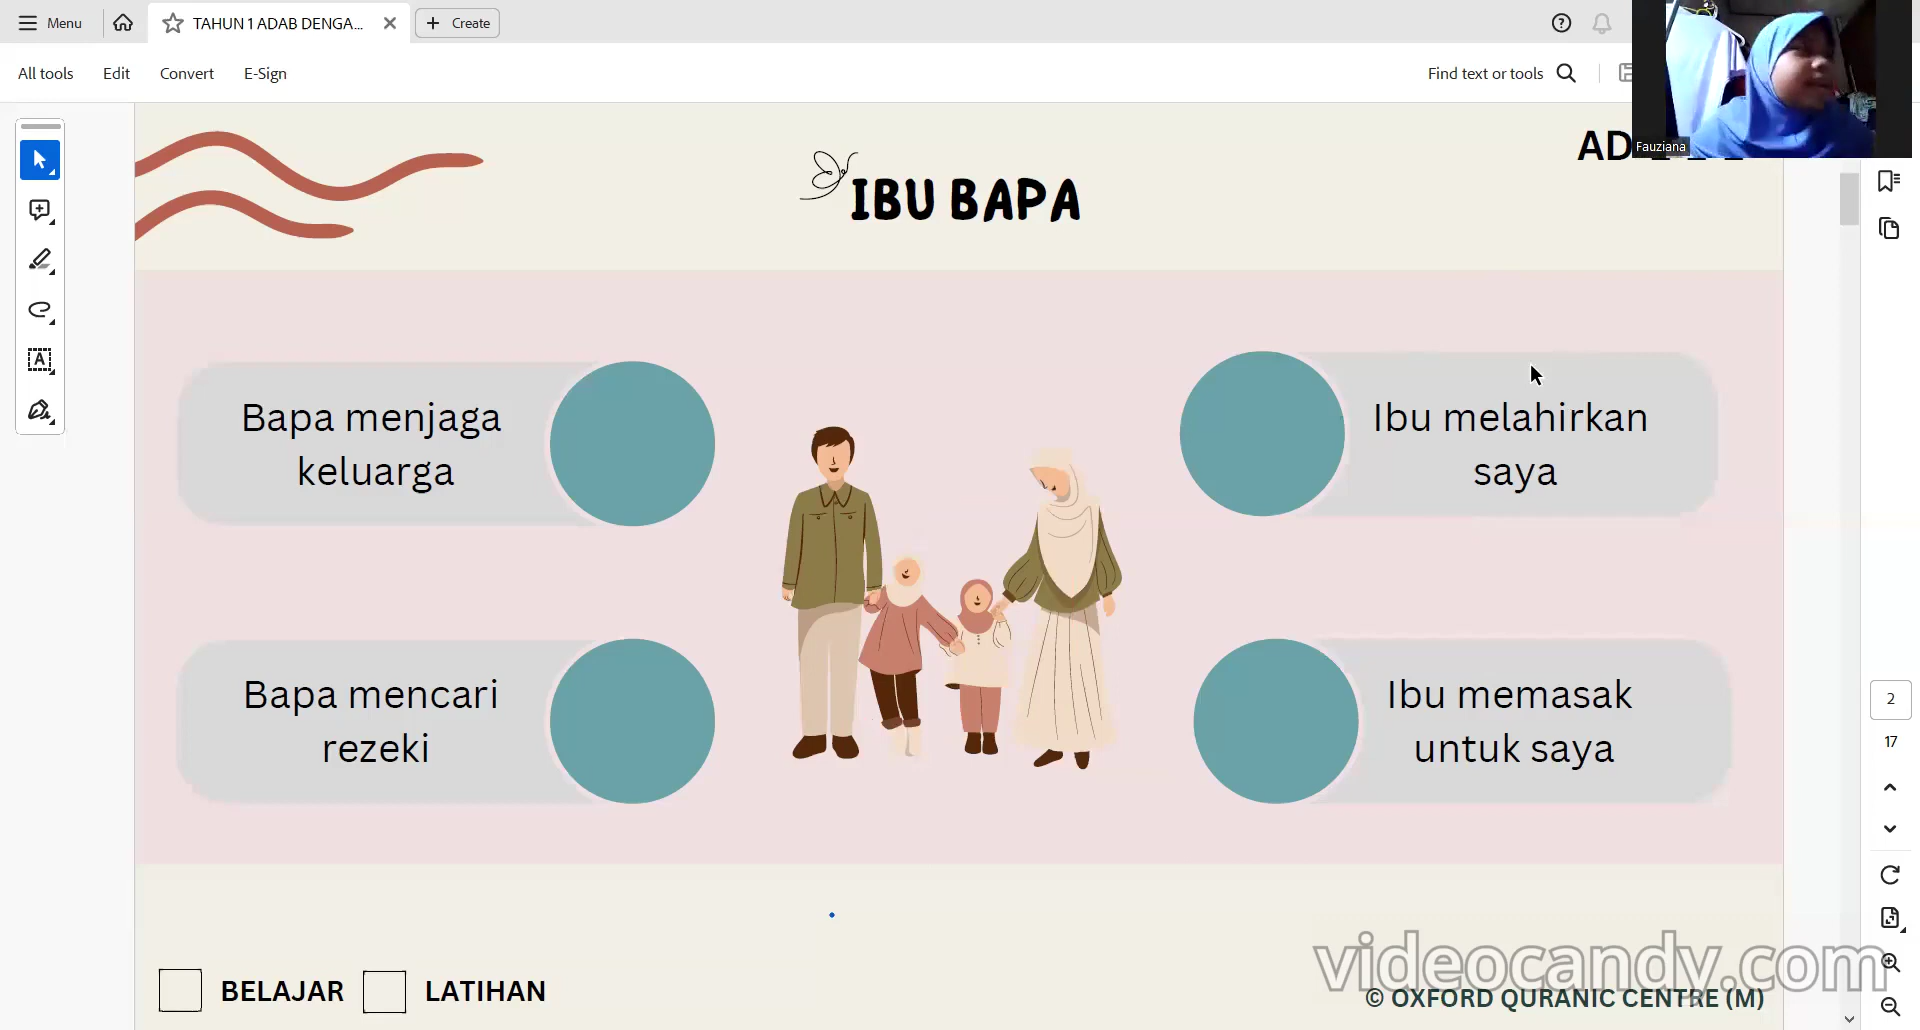 Menu
TAHUN 1 ADAB DENGA...
Create
All tools
Edit
Convert
E-Sign
Find text or tools
Fauziana
IBU BAPA
Bapa menjaga
keluarga
Ibu melahirkan
saya
Bapa mencari
rezeki
Ibu memasak
untuk saya
2
17
BELAJAR
LATIHAN
videocandy.com
© OXFORD QURANIC CENTRE (M)